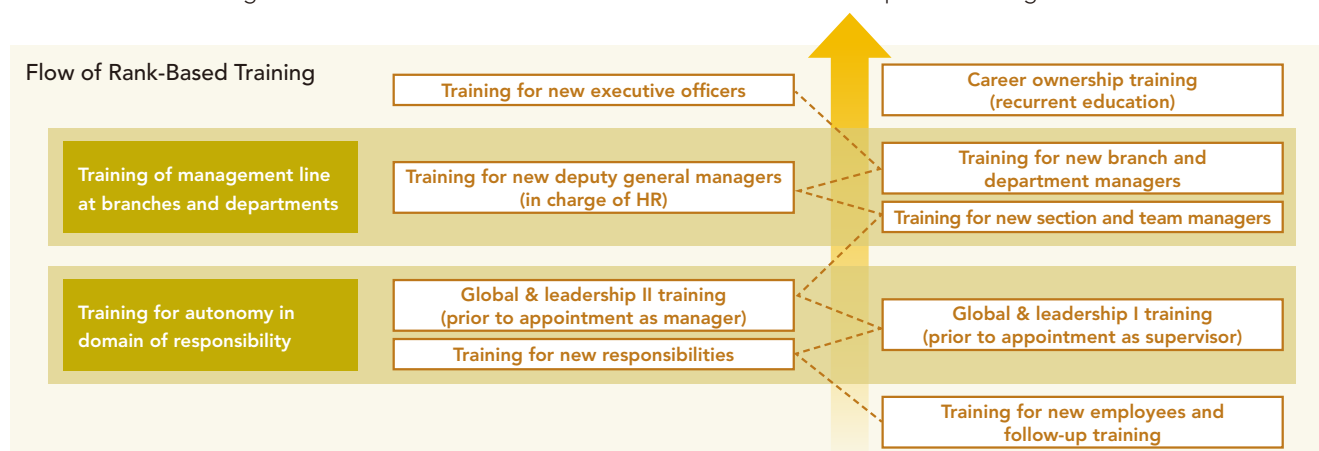 Flow of Rank-Based Training
Training for new executive officers
Career ownership training
(recurrent education)
Training of management line
at branches and departments
Training for new deputy general managers
(in charge of HR)
Training for new branch and
department managers
Training for new section and team managers
Training for autonomy in
domain of responsibility
Global & leadership II training
(prior to appointment as manager)
Training for new responsibilities
Global & leadership I training
(prior to appointment as supervisor)
Training for new employees and
follow-up training